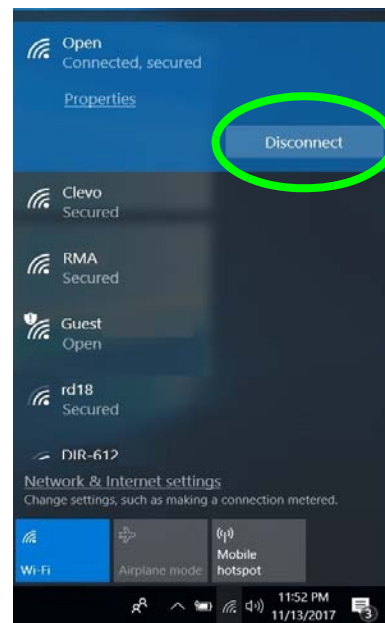 Open
Connected, secured
Properties
Disconnect
Clevo
Secured
RMA
Secured
Guest
Open
rd18
Secured
DIR-612
Network & Internet settings
Change settings, such as making a connection metered.
Wi-Fi
Airplane mode
Mobile
hotspot
11:52 PM
11/13/2017
3